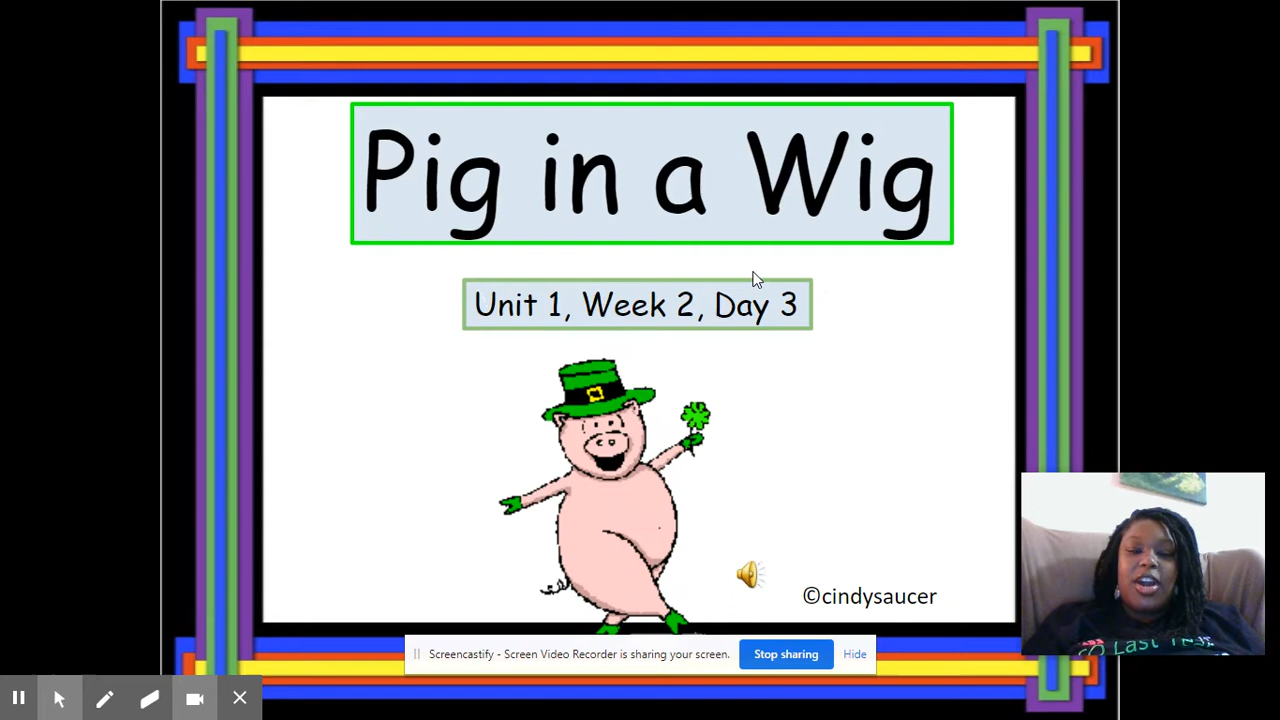 Pig in a Wig
Unit 1, Week 2, Day 3
©cindysaucer
Screencastify - Screen Video Recorder is sharing your screen.
Stop sharing
Hide